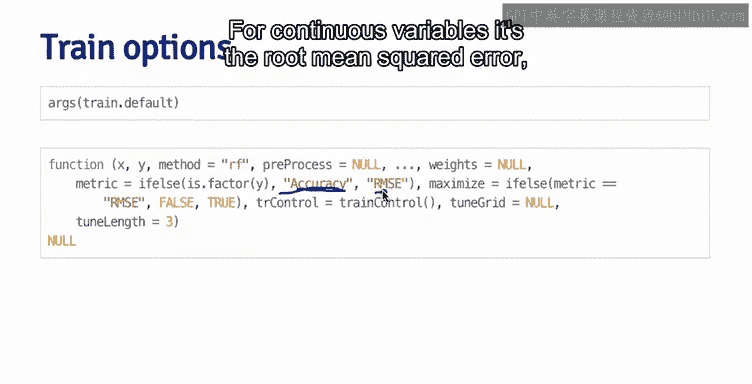 For continuous variables it's
the root mean squared error,
Train options
args(train.default)
function (x, y, method = "rf", preProcess = NULL, ..., weights = NULL,
metric = ifelse(is.factor(y), "Accuracy", "RMSE"), maximize = ifelse(metric ==
"RMSE", FALSE, TRUE), trControl = trainControl(), tuneGrid = NULL,
tuneLength = 3)
NULL